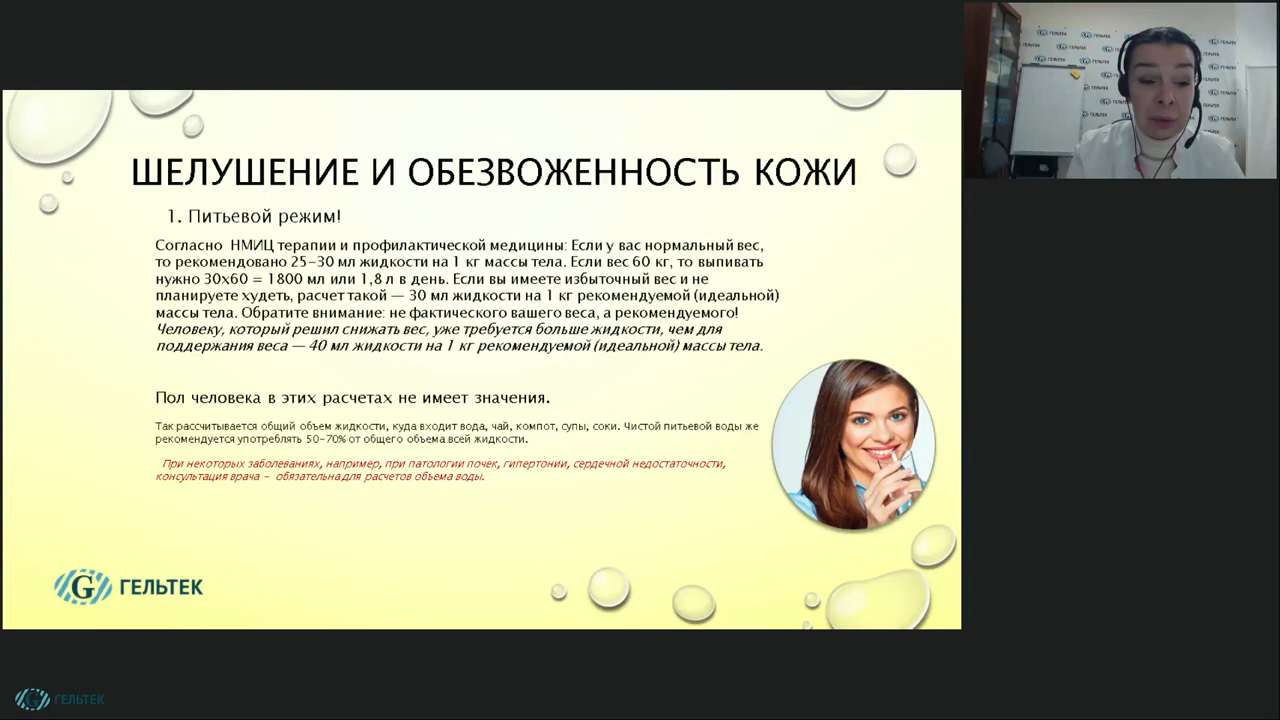 ШЕЛУШЕНИЕ И ОБЕЗВОЖЕННОСТЬ КОЖИ
1. Питьевой режим!
Согласно НМИЦ терапии и профилактической медицины: Если у вас нормальный вес,
то рекомендовано 25-30 мл жидкости на 1 кг массы тела. Если вес 60 кг, то выпивать
нужно 30х60 = 1800 мл или 1,8 л в день. Если вы имеете избыточный вес и не
планируете худеть, расчет такой — 30 мл жидкости на 1 кг рекомендуемой (идеальной)
массы тела. Обратите внимание: не фактического вашего веса, а рекомендуемого!
Человеку, который решил снижать вес, уже требуется больше жидкости, чем для
поддержания веса — 40 мл жидкости на 1 кг рекомендуемой (идеальной) массы тела.
Пол человека в этих расчетах не имеет значения.
Так рассчитывается общий объем жидкости, куда входит вода, чай, компот, супы, соки. Чистой питьевой воды же
рекомендуется употреблять 50-70% от общего объема всей жидкости.
При некоторых заболеваниях, например, при патологии почек, гипертонии, сердечной недостаточности,
консультация врача - обязательна для расчетов объема воды.
G ГЕЛЬТЕК
G ГЕЛЬТЕК